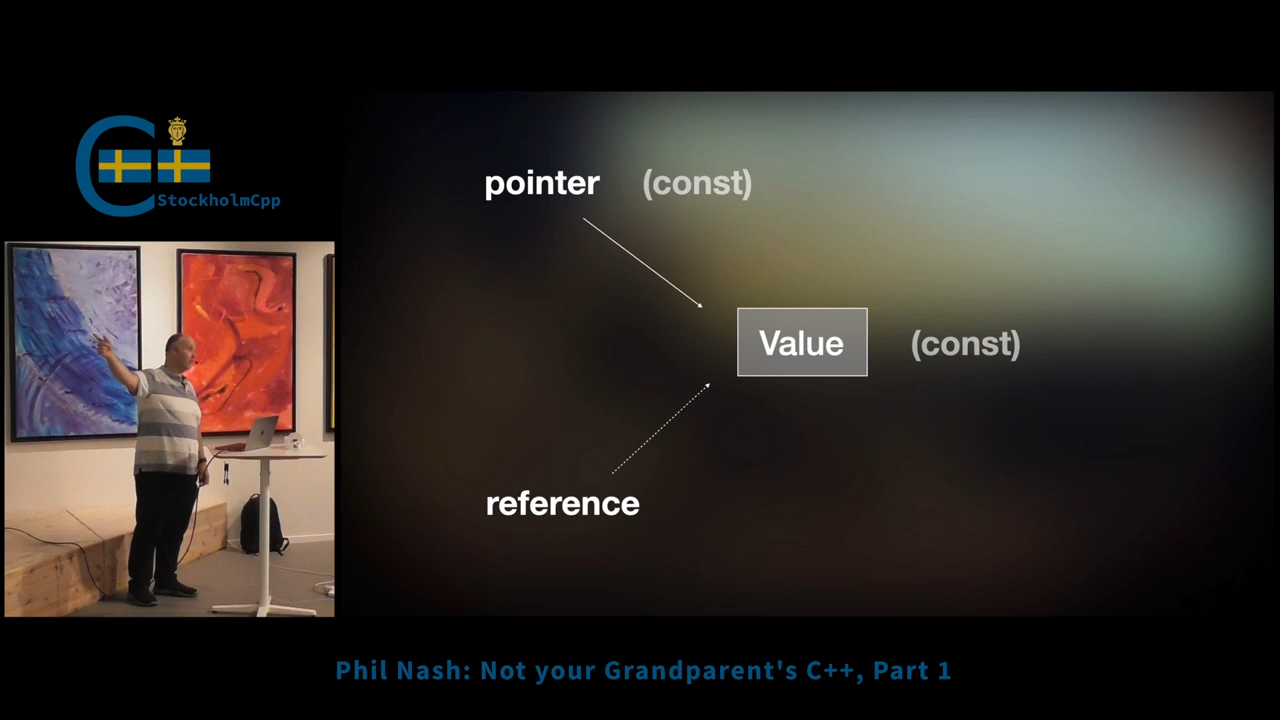 StockholmCpp
pointer (const)
Value (const)
reference
Phil Nash: Not your Grandparent's C++, Part 1